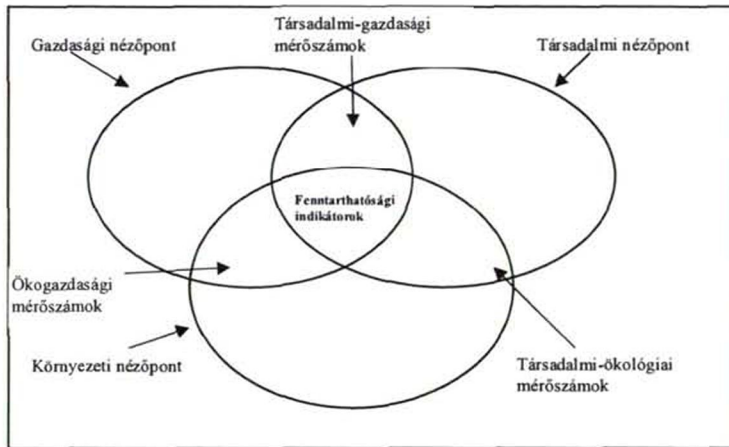 Gazdasági nézőpont
Társadalmi-gazdasági
mérőszámok
Társadalmi nézőpont
Fenntarthatósági
indikátorok
Ökogazdasági
mérőszámok
Környezeti nézőpont
Társadalmi-ökológiai
mérőszámok